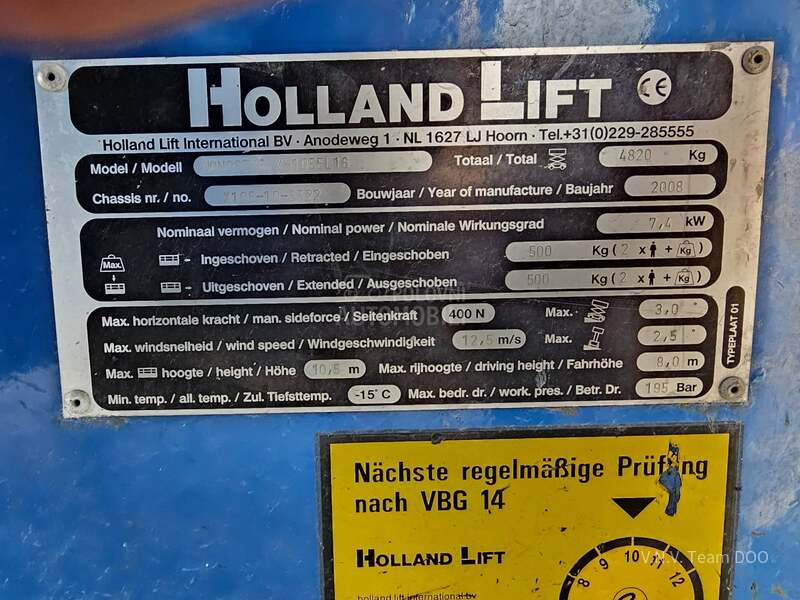 HOLLAND LIFT CE
Holland Lift International BV · Anodeweg 1 · NL 1627 LJ Hoorn · Tel.+31(0)229-285555
Model / Modell Totaal / Total 4820 Kg
Chassis nr. / no. Bouwjaar / Year of manufacture / Baujahr 2008
Nominaal vermogen / Nominal power / Nominale Wirkungsgrad 7,4 kW
Max. Ingeschoven / Retracted / Eingeschoben 500 Kg ( 2 x + Kg )
Uitgeschoven / Extended / Ausgeschoben 500 Kg ( 2 x + Kg )
Max. horizontale kracht / man. sideforce / Seitenkraft 400 N Max. 3,0°
Max. windsnelheid / wind speed / Windgeschwindigkeit 12,5 m/s Max. 2,5°
Max. hoogte / height / Höhe 10,5 m Max. rijhoogte / driving height / Fahrhöhe 8,0 m
Min. temp. / all. temp. / Zul. Tiefsttemp. -15°C Max. bedr. dr. / work. pres. / Betr. Dr. 195 Bar
TYPEPLAAT 01
Nächste regelmäßige Prüfung
nach VBG 14
HOLLAND LIFT
8 9 10 11 12
holland lift international bv
V.N.V. Team DOO